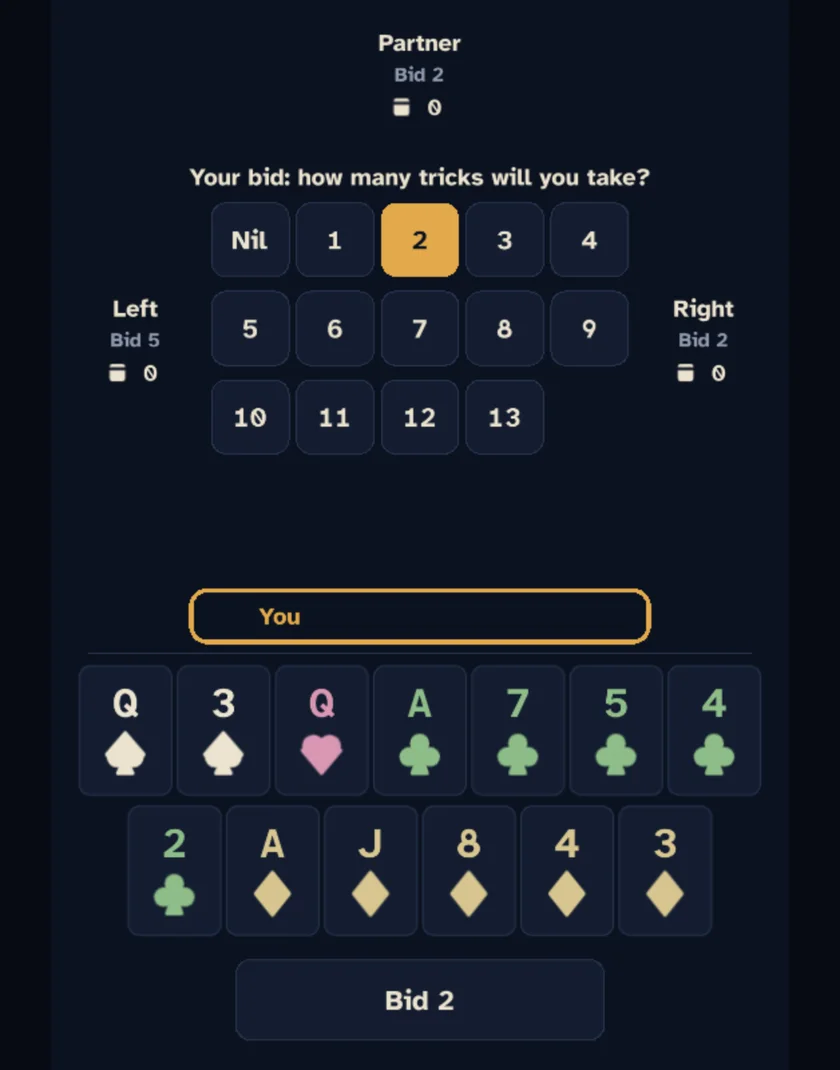 Partner
Bid 2
0
Your bid: how many tricks will you take?
Nil 1 2 3 4
Left
Bid 5
0
5 6 7 8 9
Right
Bid 2
0
10 11 12 13
You
Q 3 Q A 7 5 4
2 A J 8 4 3
Bid 2